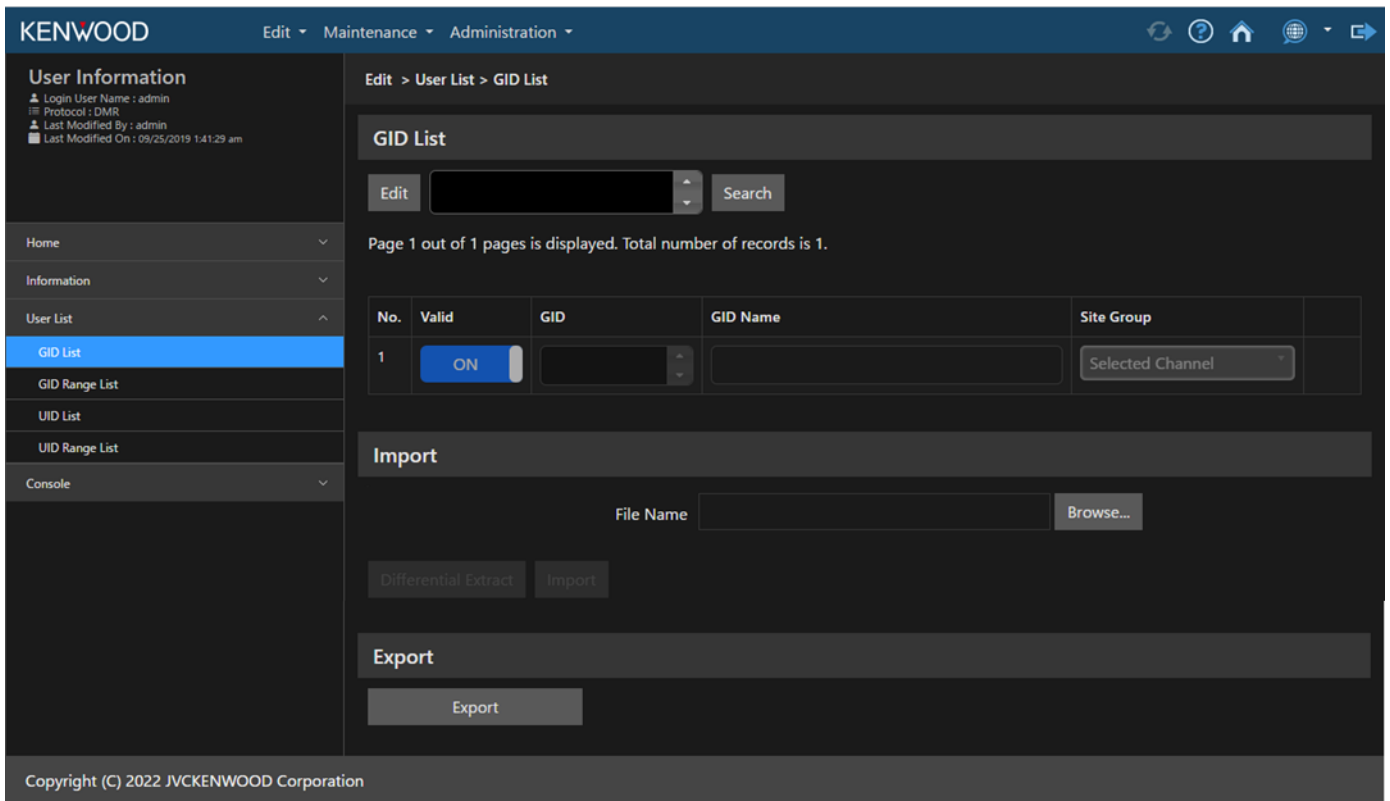 KENWOOD
Edit Maintenance Administration
User Information
Login User Name : admin
Protocol : DMR
Last Modified By : admin
Last Modified On : 09/25/2019 1:41:29 am
Home
Information
User List
GID List
GID Range List
UID List
UID Range List
Console
Edit > User List > GID List
GID List
Edit Search
Page 1 out of 1 pages is displayed. Total number of records is 1.
No. Valid GID GID Name Site Group
1 ON Selected Channel
Import
File Name Browse...
Differential Extract Import
Export
Export
Copyright (C) 2022 JVCKENWOOD Corporation